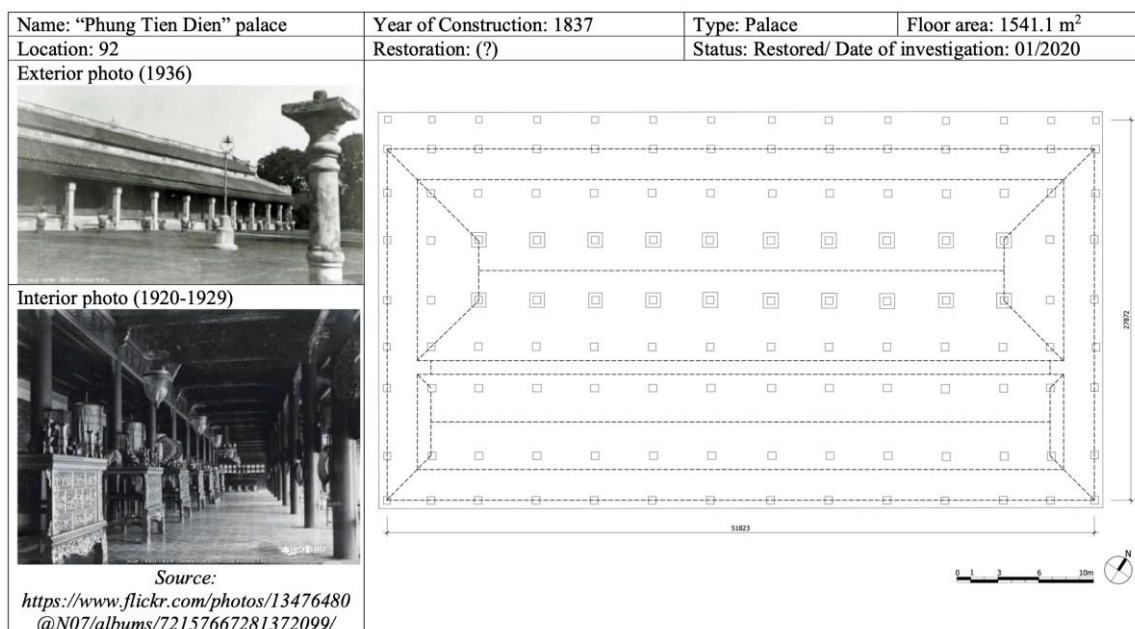 Name: “Phung Tien Dien” palace
Year of Construction: 1837
Type: Palace
Floor area: 1541.1 m²
Location: 92
Restoration: (?)
Status: Restored/ Date of investigation: 01/2020
Exterior photo (1936)
Interior photo (1920-1929)
Source:
https://www.flickr.com/photos/13476480
@N07/albums/72157667281372099/
27872
51823
0 1 3 6 10m
N